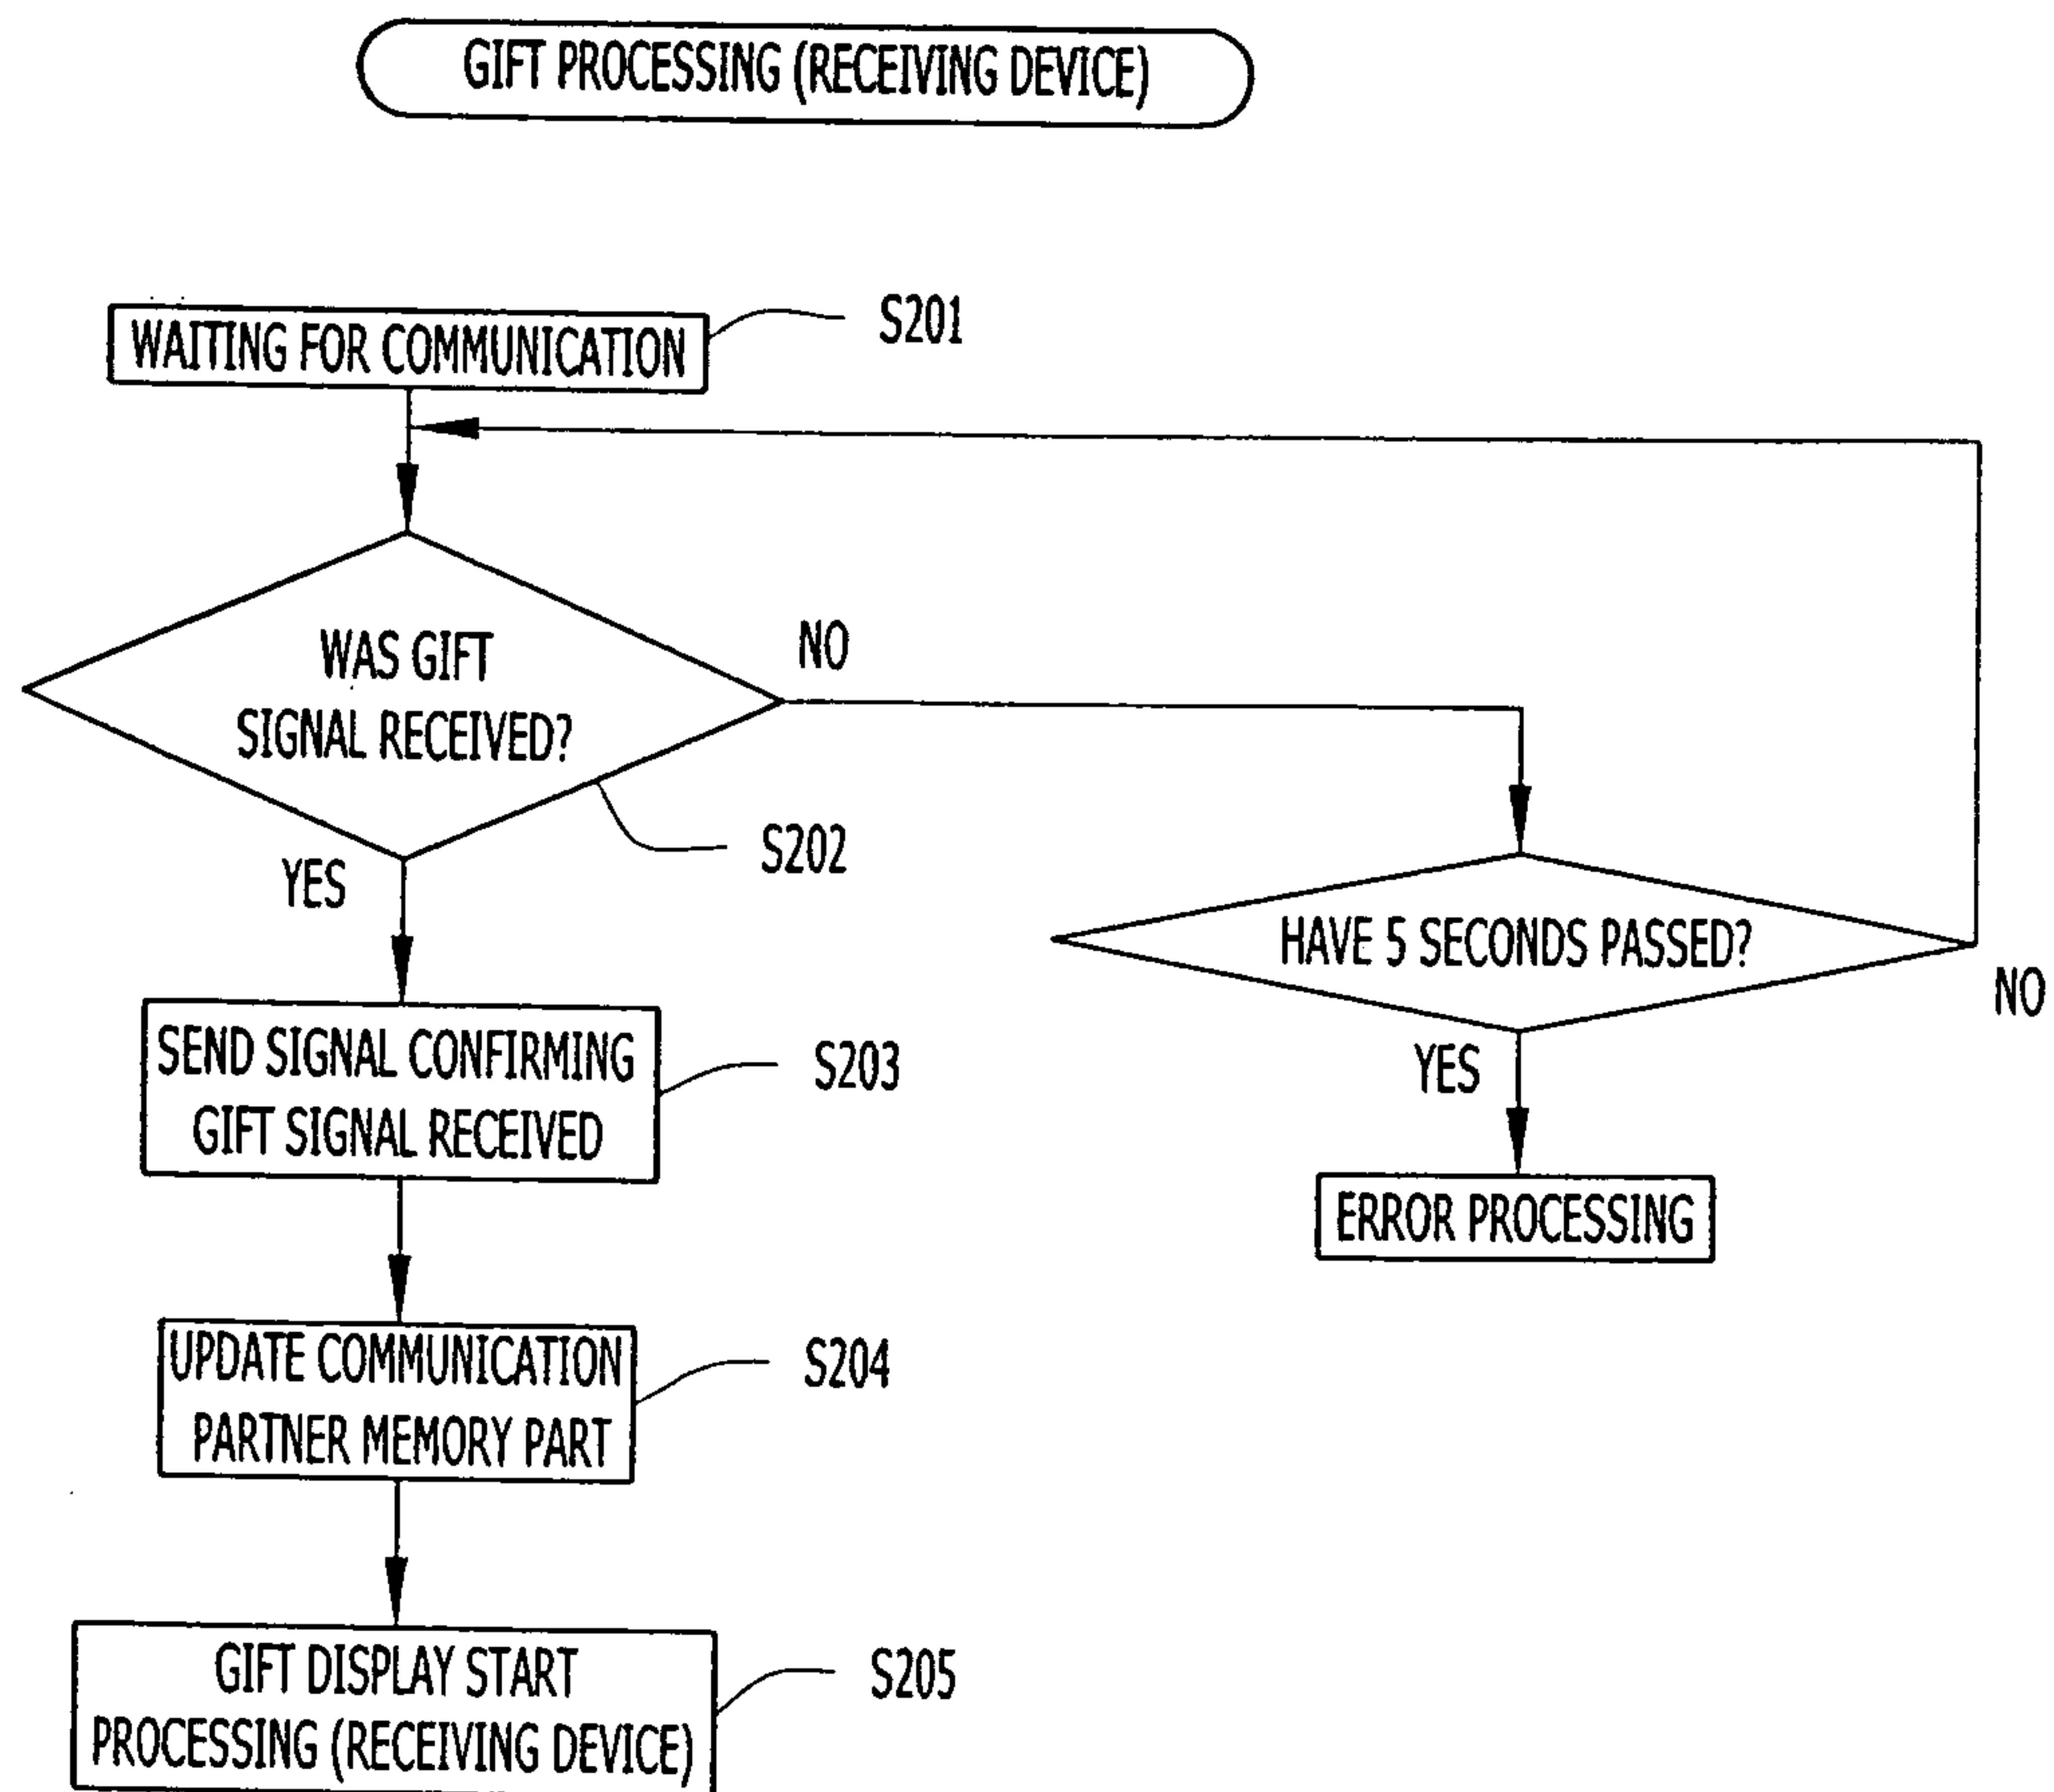 GIFT PROCESSING (RECEIVING DEVICE)
WAITING FOR COMMUNICATION
S201
WAS GIFT
SIGNAL RECEIVED?
NO
S202
YES
HAVE 5 SECONDS PASSED?
NO
YES
SEND SIGNAL CONFIRMING
GIFT SIGNAL RECEIVED
S203
ERROR PROCESSING
UPDATE COMMUNICATION
PARTNER MEMORY PART
S204
GIFT DISPLAY START
PROCESSING (RECEIVING DEVICE)
S205